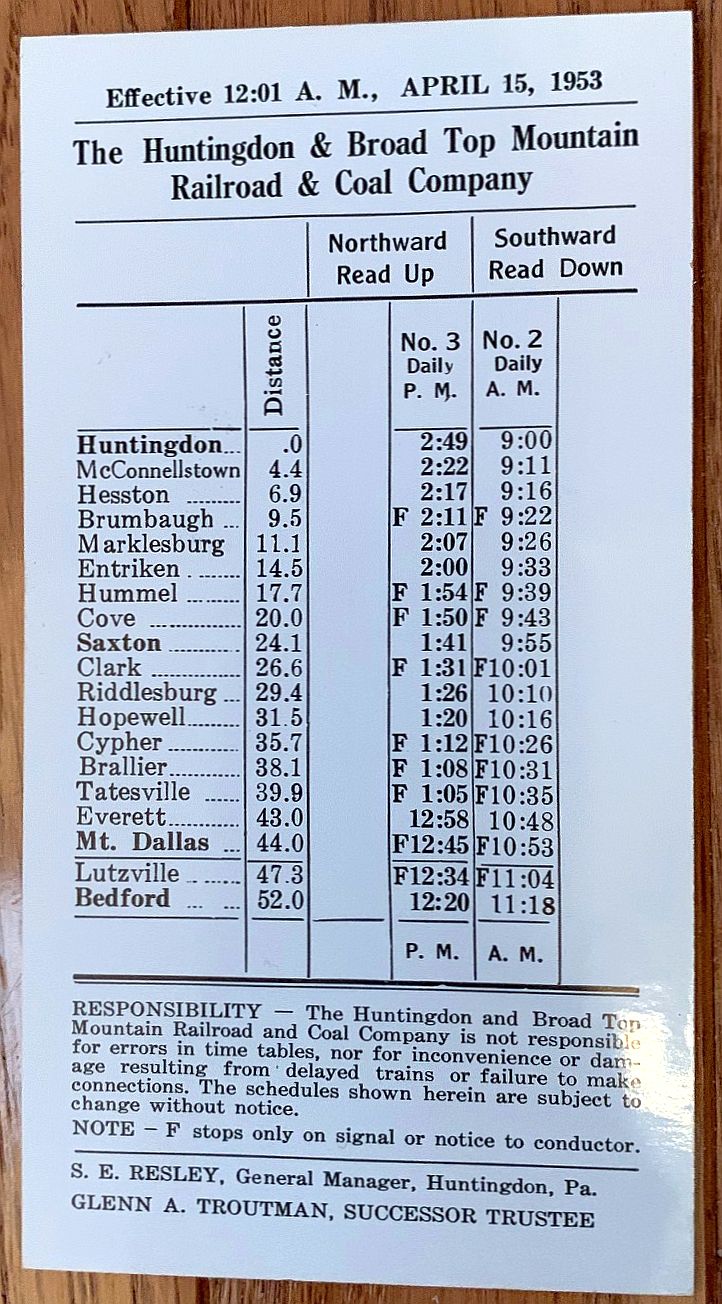 Effective 12:01 A. M., APRIL 15, 1953
The Huntingdon & Broad Top Mountain
Railroad & Coal Company
Northward Southward
Read Up Read Down
Distance No. 3 No. 2
Daily Daily
P. M. A. M.
Huntingdon... .0 2:49 9:00
McConnellstown 4.4 2:22 9:11
Hesston ......... 6.9 2:17 9:16
Brumbaugh ... 9.5 F 2:11 F 9:22
Marklesburg 11.1 2:07 9:26
Entriken ......... 14.5 2:00 9:33
Hummel ......... 17.7 F 1:54 F 9:39
Cove ............... 20.0 F 1:50 F 9:43
Saxton ............ 24.1 1:41 9:55
Clark ............... 26.6 F 1:31 F10:01
Riddlesburg ... 29.4 1:26 10:10
Hopewell......... 31.5 1:20 10:16
Cypher ............ 35.7 F 1:12 F10:26
Brallier............ 38.1 F 1:08 F10:31
Tatesville ...... 39.9 F 1:05 F10:35
Everett............ 43.0 12:58 10:48
Mt. Dallas ... 44.0 F12:45 F10:53
Lutzville ......... 47.3 F12:34 F11:04
Bedford ... ... 52.0 12:20 11:18
P. M. A. M.
RESPONSIBILITY — The Huntingdon and Broad Top
Mountain Railroad and Coal Company is not responsible
for errors in time tables, nor for inconvenience or dam-
age resulting from delayed trains or failure to make
connections. The schedules shown herein are subject to
change without notice.
NOTE – F stops only on signal or notice to conductor.
S. E. RESLEY, General Manager, Huntingdon, Pa.
GLENN A. TROUTMAN, SUCCESSOR TRUSTEE